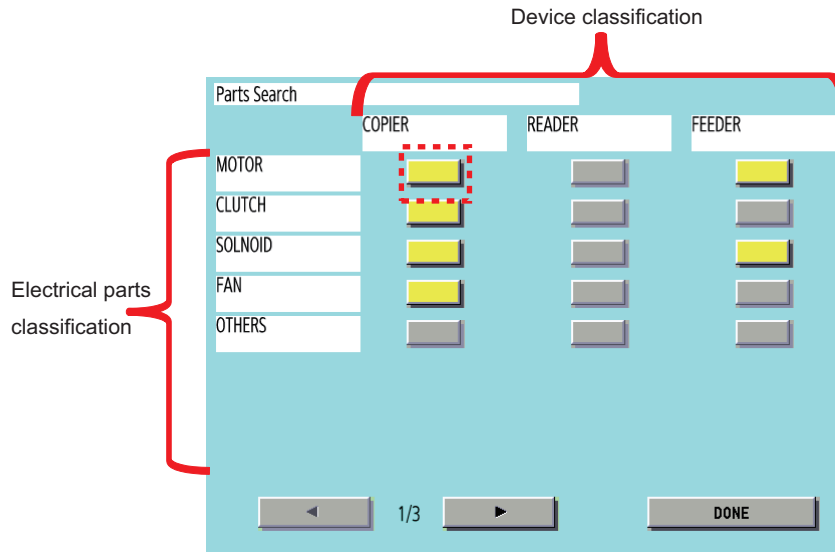 Device classification
Parts Search
COPIER READER FEEDER
MOTOR
CLUTCH
SOLNOID
FAN
OTHERS
Electrical parts
classification
◄ 1/3 ► DONE